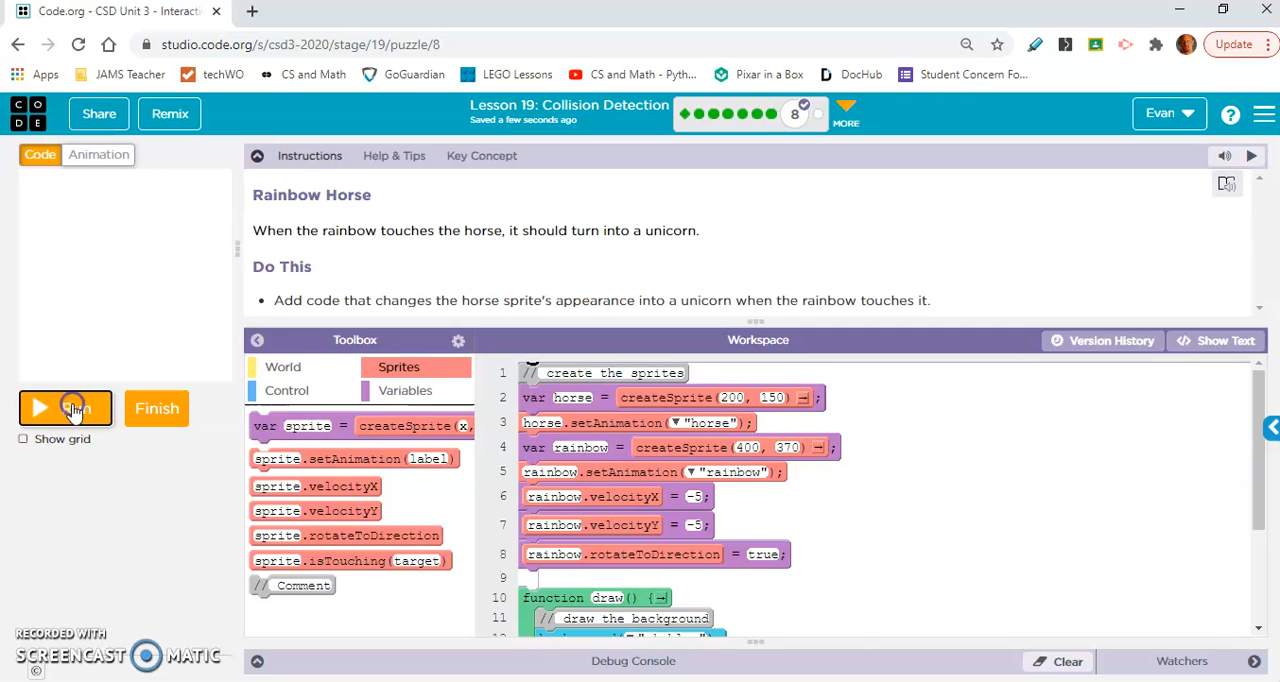 Code.org - CSD Unit 3 - Interacti
studio.code.org/s/csd3-2020/stage/19/puzzle/8
Update
Apps JAMS Teacher techWO CS and Math GoGuardian LEGO Lessons CS and Math - Pyth... Pixar in a Box DocHub Student Concern Fo...
C O D E
Share
Remix
Lesson 19: Collision Detection
Saved a few seconds ago
8
MORE
Evan
Code Animation
Instructions Help & Tips Key Concept
Rainbow Horse
When the rainbow touches the horse, it should turn into a unicorn.
Do This
• Add code that changes the horse sprite's appearance into a unicorn when the rainbow touches it.
Finish
Show grid
Toolbox
Workspace
Version History
</> Show Text
World
Sprites
Control
Variables
var sprite = createSprite(x,
sprite.setAnimation(label)
sprite.velocityX
sprite.velocityY
sprite.rotateToDirection
sprite.isTouching(target)
// Comment
1 // create the sprites
2 var horse = createSprite(200, 150);
3 horse.setAnimation("horse");
4 var rainbow = createSprite(400, 370);
5 rainbow.setAnimation("rainbow");
6 rainbow.velocityX = -5;
7 rainbow.velocityY = -5;
8 rainbow.rotateToDirection = true;
9
10 function draw() {
11 // draw the background
Debug Console
Clear
Watchers
RECORDED WITH
SCREENCAST MATIC